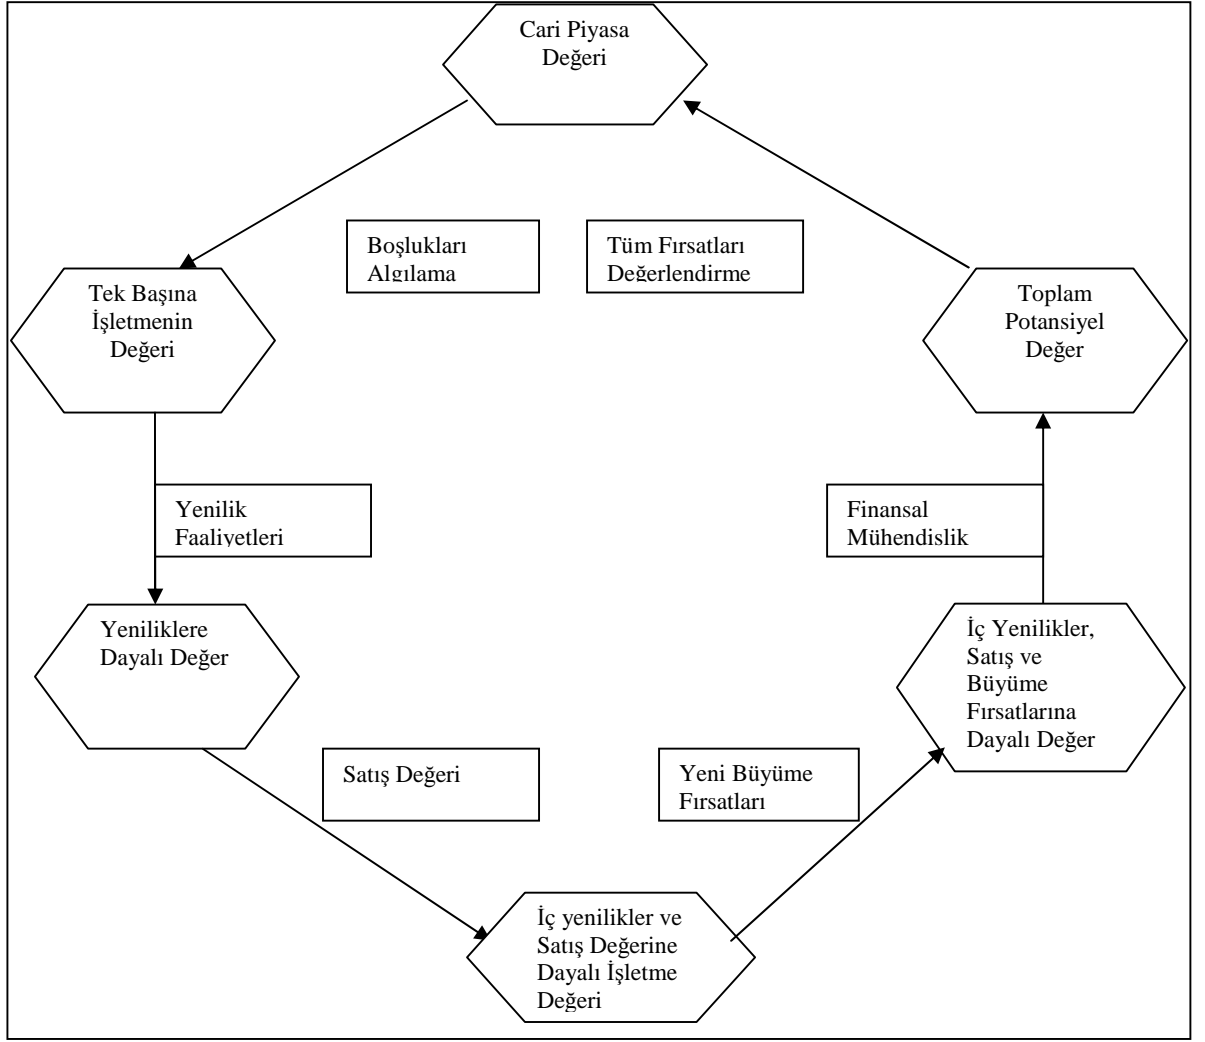 Cari Piyasa
Değeri
Boşlukları
Algılama
Tüm Fırsatları
Değerlendirme
Tek Başına
İşletmenin
Değeri
Toplam
Potansiyel
Değer
Yenilik
Faaliyetleri
Finansal
Mühendislik
Yeniliklere
Dayalı Değer
İç Yenilikler,
Satış ve
Büyüme
Fırsatlarına
Dayalı Değer
Satış Değeri
Yeni Büyüme
Fırsatları
İç yenilikler ve
Satış Değerine
Dayalı İşletme
Değeri